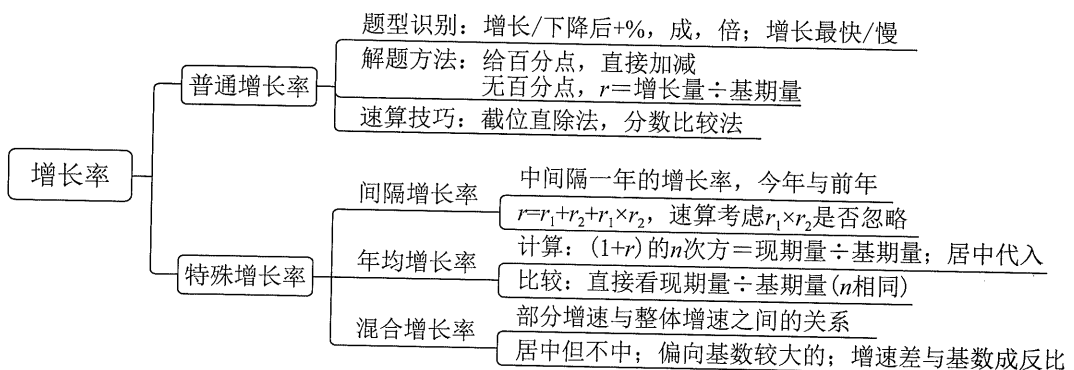 增长率
普通增长率
题型识别：增长/下降后+%，成，倍；增长最快/慢
解题方法：给百分点，直接加减
无百分点，r＝增长量÷基期量
速算技巧：截位直除法，分数比较法
特殊增长率
间隔增长率
中间隔一年的增长率，今年与前年
r=r₁+r₂+r₁×r₂，速算考虑r₁×r₂是否忽略
年均增长率
计算：(1+r)的n次方＝现期量÷基期量；居中代入
比较：直接看现期量÷基期量(n相同)
混合增长率
部分增速与整体增速之间的关系
居中但不中；偏向基数较大的；增速差与基数成反比